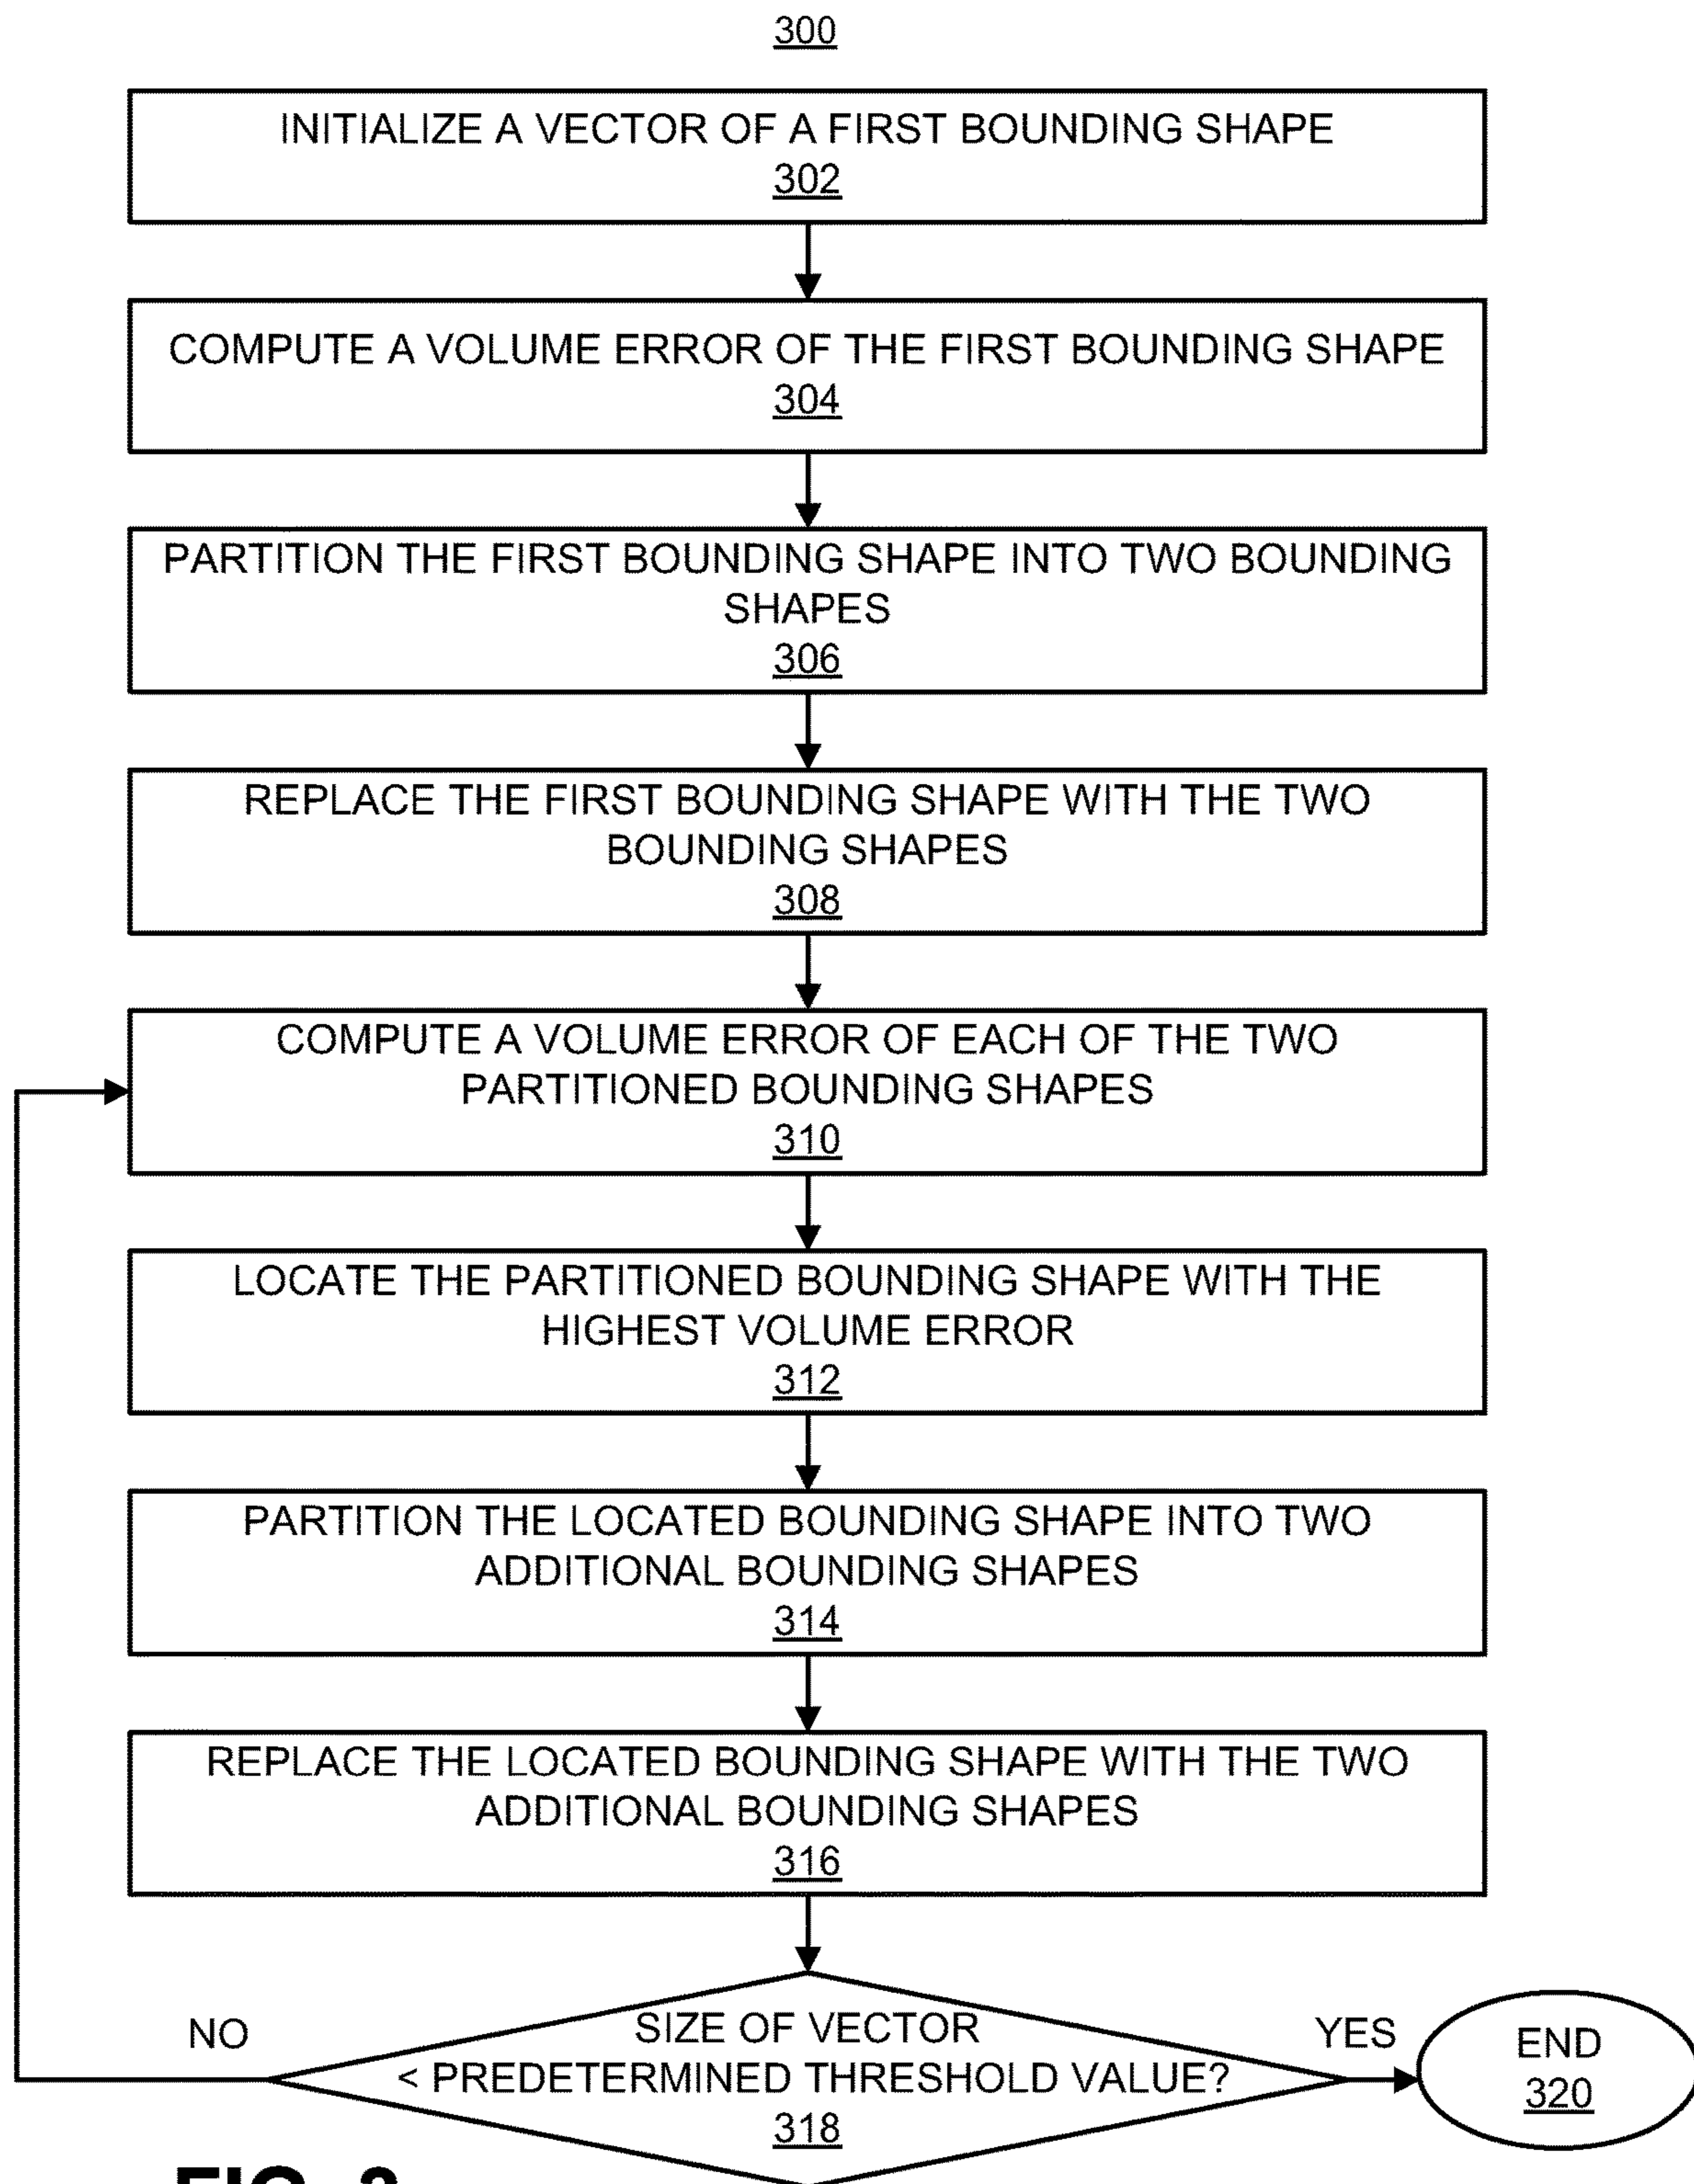 300
INITIALIZE A VECTOR OF A FIRST BOUNDING SHAPE
302
COMPUTE A VOLUME ERROR OF THE FIRST BOUNDING SHAPE
304
PARTITION THE FIRST BOUNDING SHAPE INTO TWO BOUNDING
SHAPES
306
REPLACE THE FIRST BOUNDING SHAPE WITH THE TWO
BOUNDING SHAPES
308
COMPUTE A VOLUME ERROR OF EACH OF THE TWO
PARTITIONED BOUNDING SHAPES
310
LOCATE THE PARTITIONED BOUNDING SHAPE WITH THE
HIGHEST VOLUME ERROR
312
PARTITION THE LOCATED BOUNDING SHAPE INTO TWO
ADDITIONAL BOUNDING SHAPES
314
REPLACE THE LOCATED BOUNDING SHAPE WITH THE TWO
ADDITIONAL BOUNDING SHAPES
316
NO
SIZE OF VECTOR
< PREDETERMINED THRESHOLD VALUE?
318
YES
END
320
FIG.